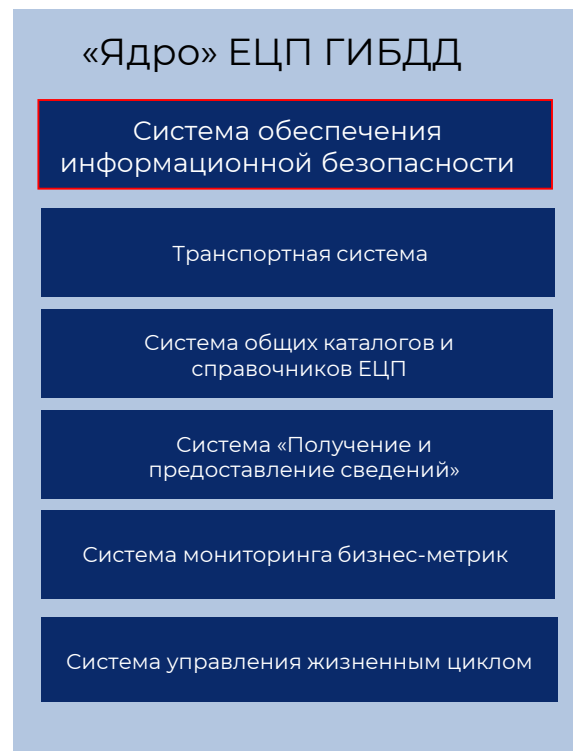 «Ядро» ЕЦП ГИБДД
Система обеспечения
информационной безопасности
Транспортная система
Система общих каталогов и
справочников ЕЦП
Система «Получение и
предоставление сведений»
Система мониторинга бизнес-метрик
Система управления жизненным циклом